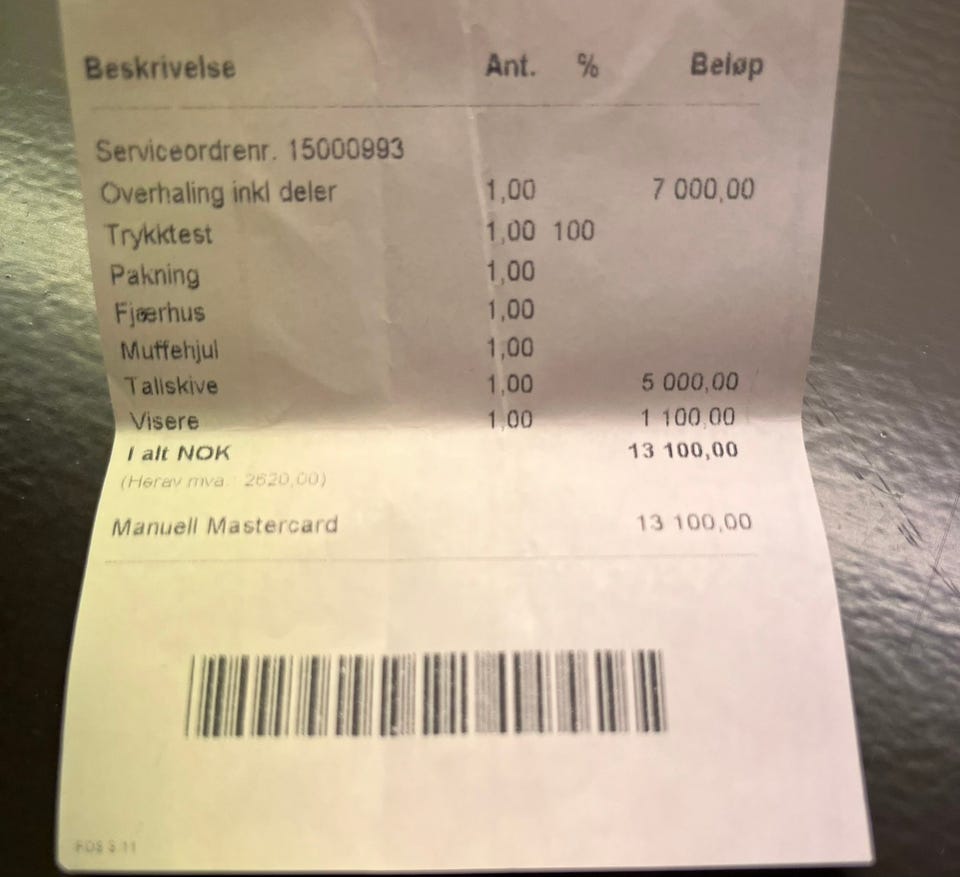 Beskrivelse Ant. % Beløp
Serviceordrenr. 15000993
Overhaling inkl deler 1,00 7 000,00
Trykktest 1,00 100
Pakning 1,00
Fjærhus 1,00
Muffehjul 1,00
Tallskive 1,00 5 000,00
Visere 1,00 1 100,00
I alt NOK 13 100,00
(Herav mva.: 2620,00)
Manuell Mastercard 13 100,00